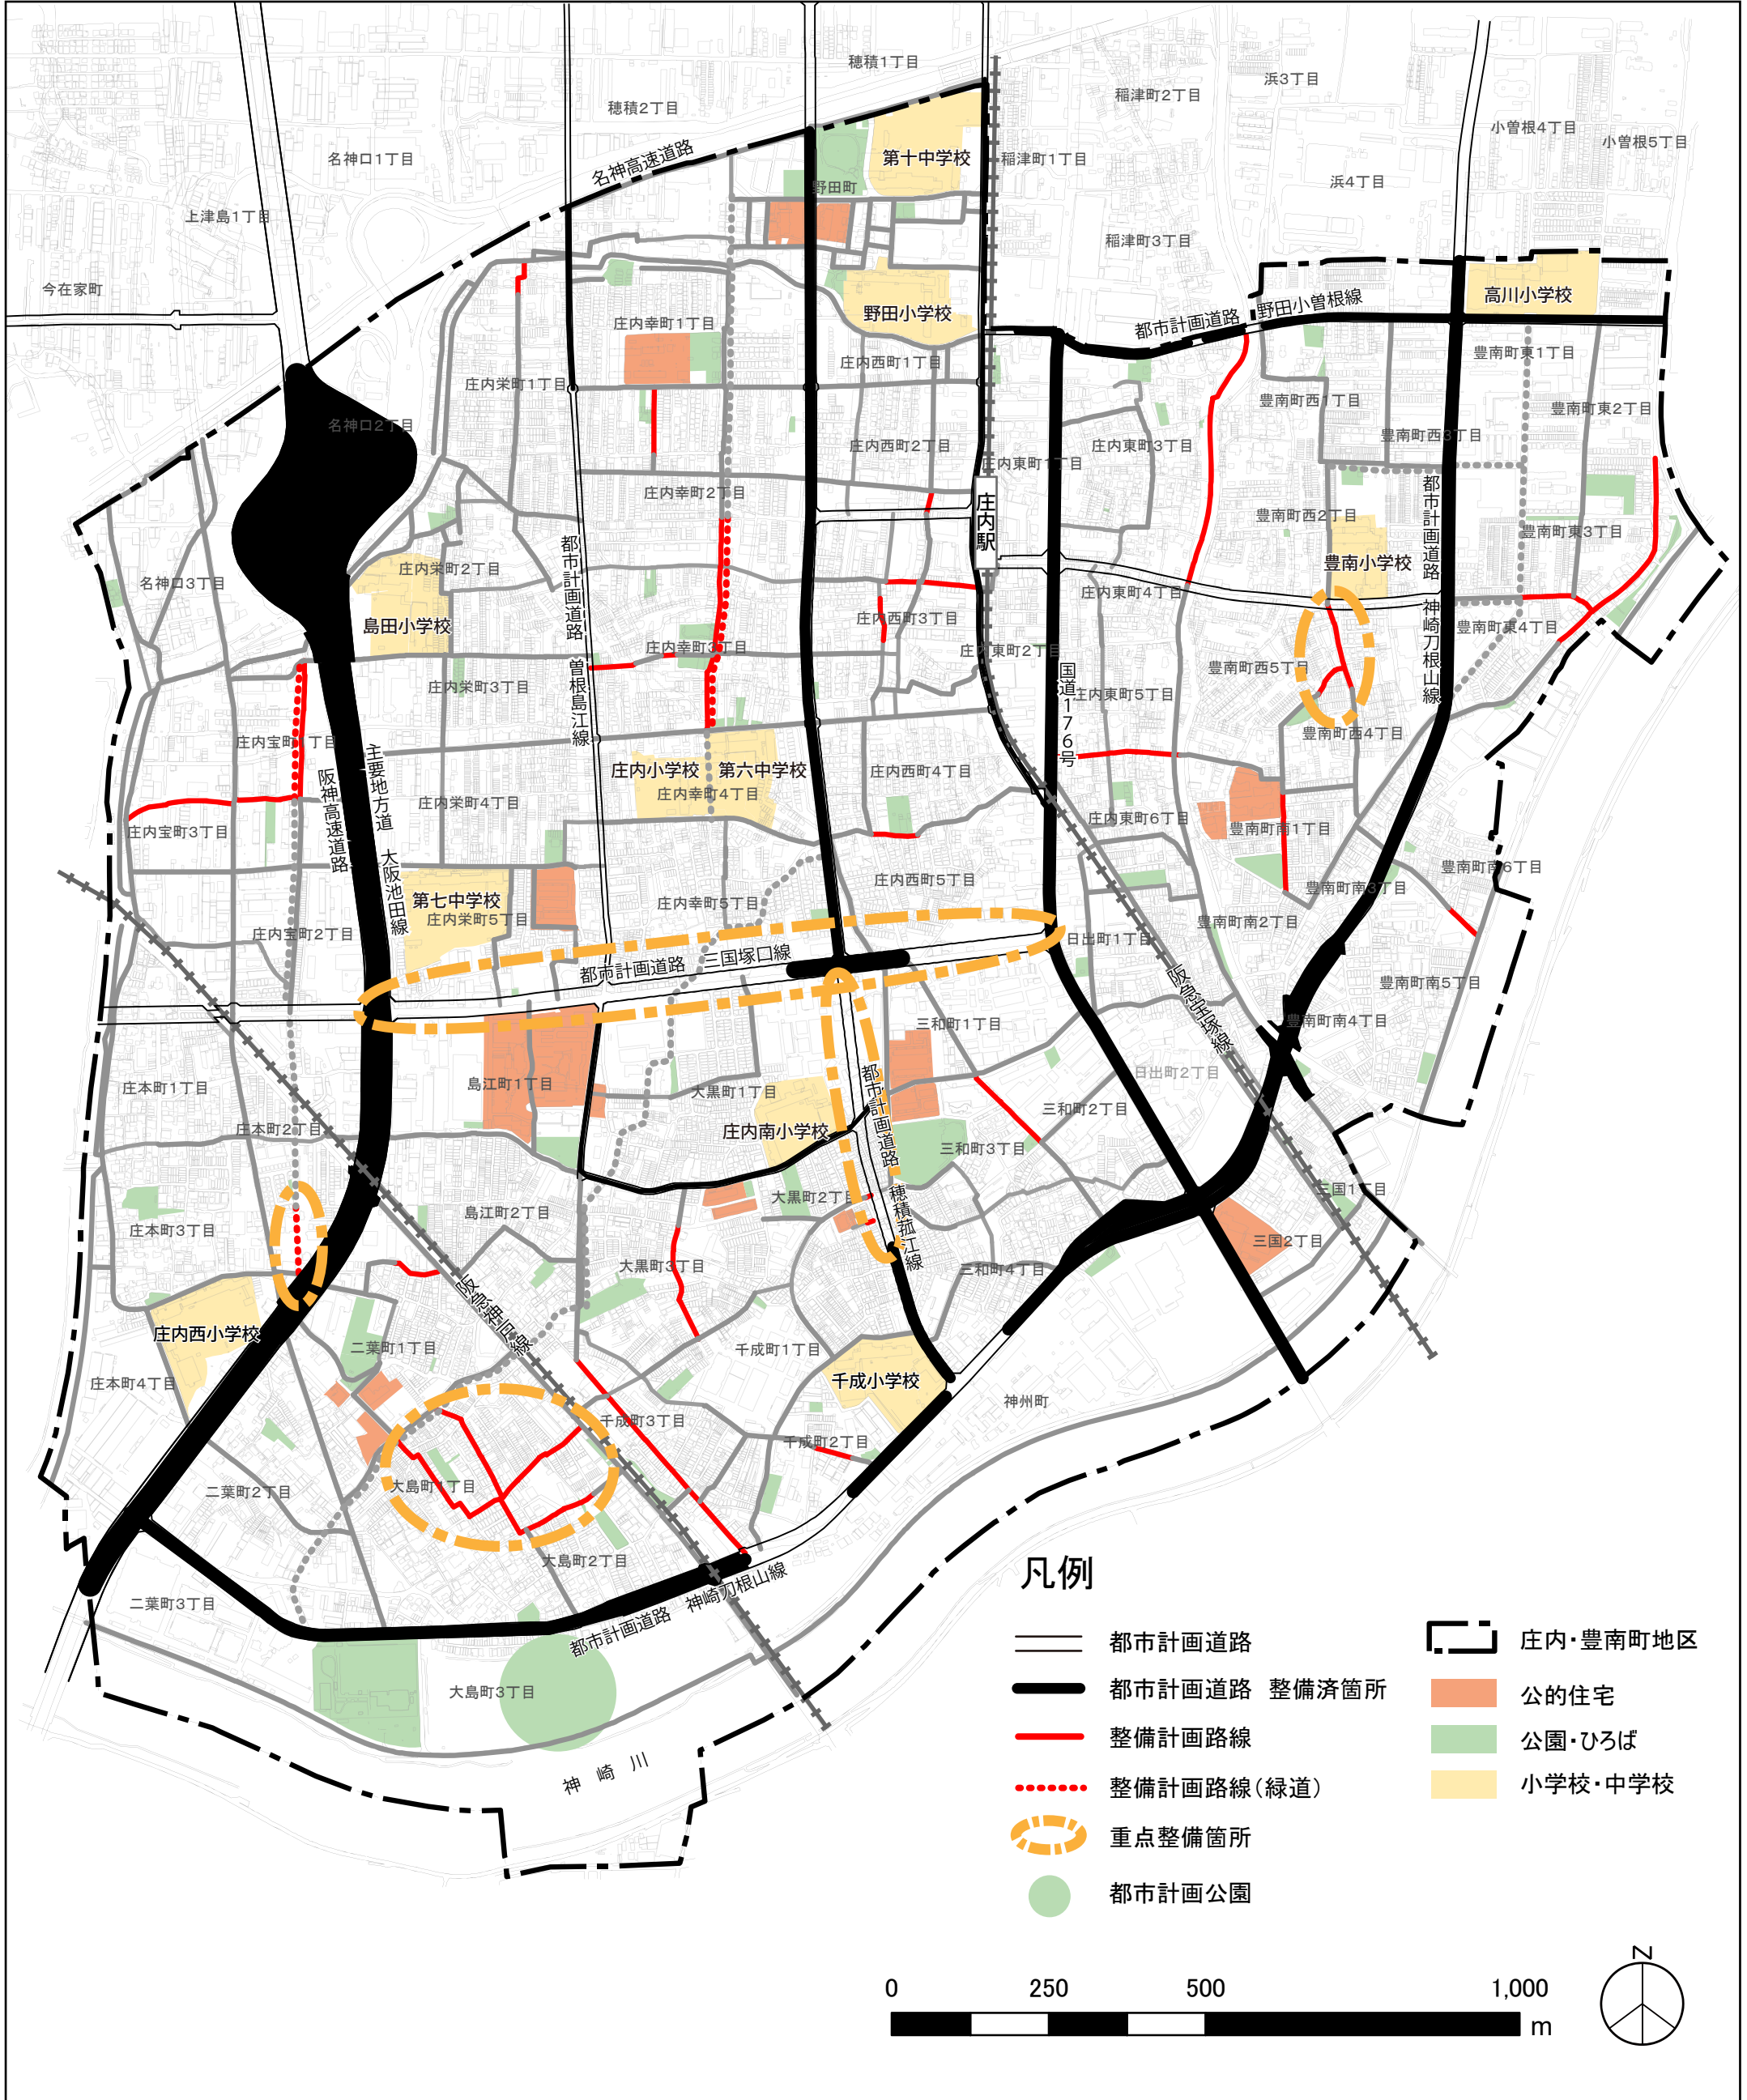 穂積1丁目
浜3丁目
稲津町2丁目
穂積2丁目
小曽根4丁目
小曽根5丁目
名神口1丁目
名神高速道路
第十中学校
稲津町1丁目
浜4丁目
野田町
上津島1丁目
稲津町3丁目
今在家町
高川小学校
野田小学校
都市計画道路 野田小曽根線
庄内幸町1丁目
庄内西町1丁目
豊南町東1丁目
庄内栄町1丁目
豊南町西1丁目
豊南町東2丁目
名神口2丁目
豊南町西3丁目
庄内西町2丁目
庄内東町1丁目
庄内東町3丁目
庄内幸町2丁目
庄内駅
豊南町西2丁目
豊南町東3丁目
都市計画道路 神崎刀根山線
都市計画道路 曽根島江線
庄内栄町2丁目
豊南小学校
名神口3丁目
庄内東町4丁目
島田小学校
庄内西町3丁目
豊南町東4丁目
庄内幸町3丁目
庄内東町2丁目
豊南町西5丁目
庄内栄町3丁目
国道176号
庄内東町5丁目
豊南町西4丁目
庄内宝町1丁目
主要地方道 大阪池田線
阪神高速道路
庄内小学校
第六中学校
庄内西町4丁目
庄内幸町4丁目
庄内栄町4丁目
庄内東町6丁目
豊南町南1丁目
庄内宝町3丁目
豊南町南6丁目
庄内西町5丁目
豊南町南3丁目
第七中学校
庄内幸町5丁目
庄内栄町5丁目
豊南町南2丁目
庄内宝町2丁目
日出町1丁目
都市計画道路 三国塚口線
阪急宝塚線
豊南町南5丁目
三和町1丁目
豊南町南4丁目
日出町2丁目
庄本町1丁目
島江町1丁目
大黒町1丁目
都市計画道路 穂積菰江線
三和町2丁目
庄本町2丁目
庄内南小学校
三和町3丁目
三国1丁目
大黒町2丁目
庄本町3丁目
島江町2丁目
三国2丁目
大黒町3丁目
三和町4丁目
阪急神戸線
庄内西小学校
二葉町1丁目
千成町1丁目
庄本町4丁目
千成小学校
神州町
千成町3丁目
千成町2丁目
大島町1丁目
二葉町2丁目
大島町2丁目
二葉町3丁目
都市計画道路 神崎刀根山線
大島町3丁目
神崎川
凡例
都市計画道路
都市計画道路 整備済箇所
整備計画路線
整備計画路線(緑道)
重点整備箇所
都市計画公園
庄内・豊南町地区
公的住宅
公園・ひろば
小学校・中学校
N
0 250 500 1,000
m